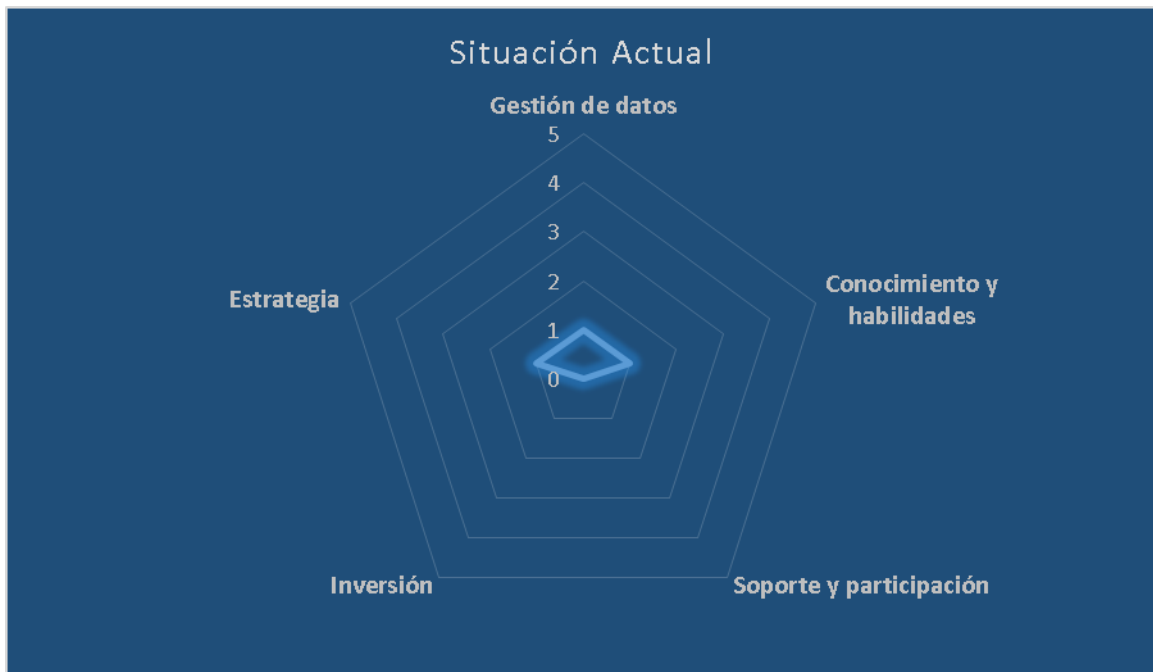 Situación Actual
Gestión de datos
5
4
3
2
1
0
Conocimiento y
habilidades
Estrategia
Inversión
Soporte y participación